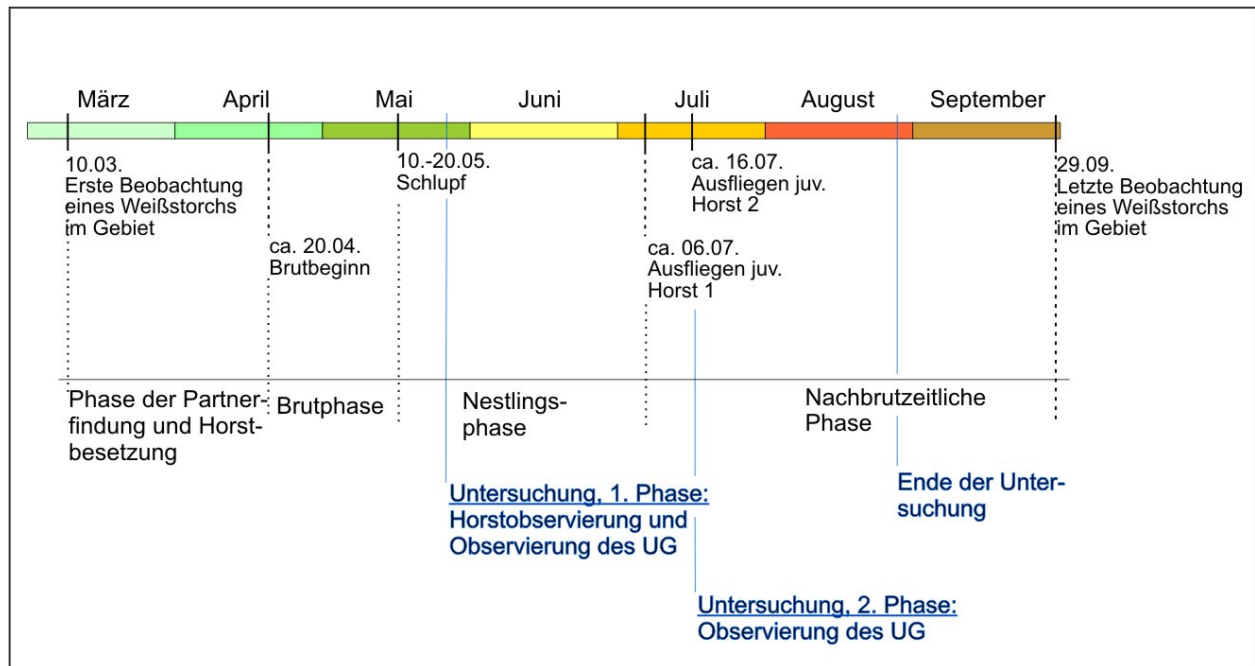 März April Mai Juni Juli August September
10.03.
Erste Beobachtung
eines Weißstorchs
im Gebiet
ca. 20.04.
Brutbeginn
10.-20.05.
Schlupf
ca. 06.07.
Ausfliegen juv.
Horst 1
ca. 16.07.
Ausfliegen juv.
Horst 2
29.09.
Letzte Beobachtung
eines Weißstorchs
im Gebiet
Phase der Partner-
findung und Horst-
besetzung
Brutphase
Nestlings-
phase
Nachbrutzeitliche
Phase
Untersuchung, 1. Phase:
Horstobservierung und
Observierung des UG
Untersuchung, 2. Phase:
Observierung des UG
Ende der Unter-
suchung